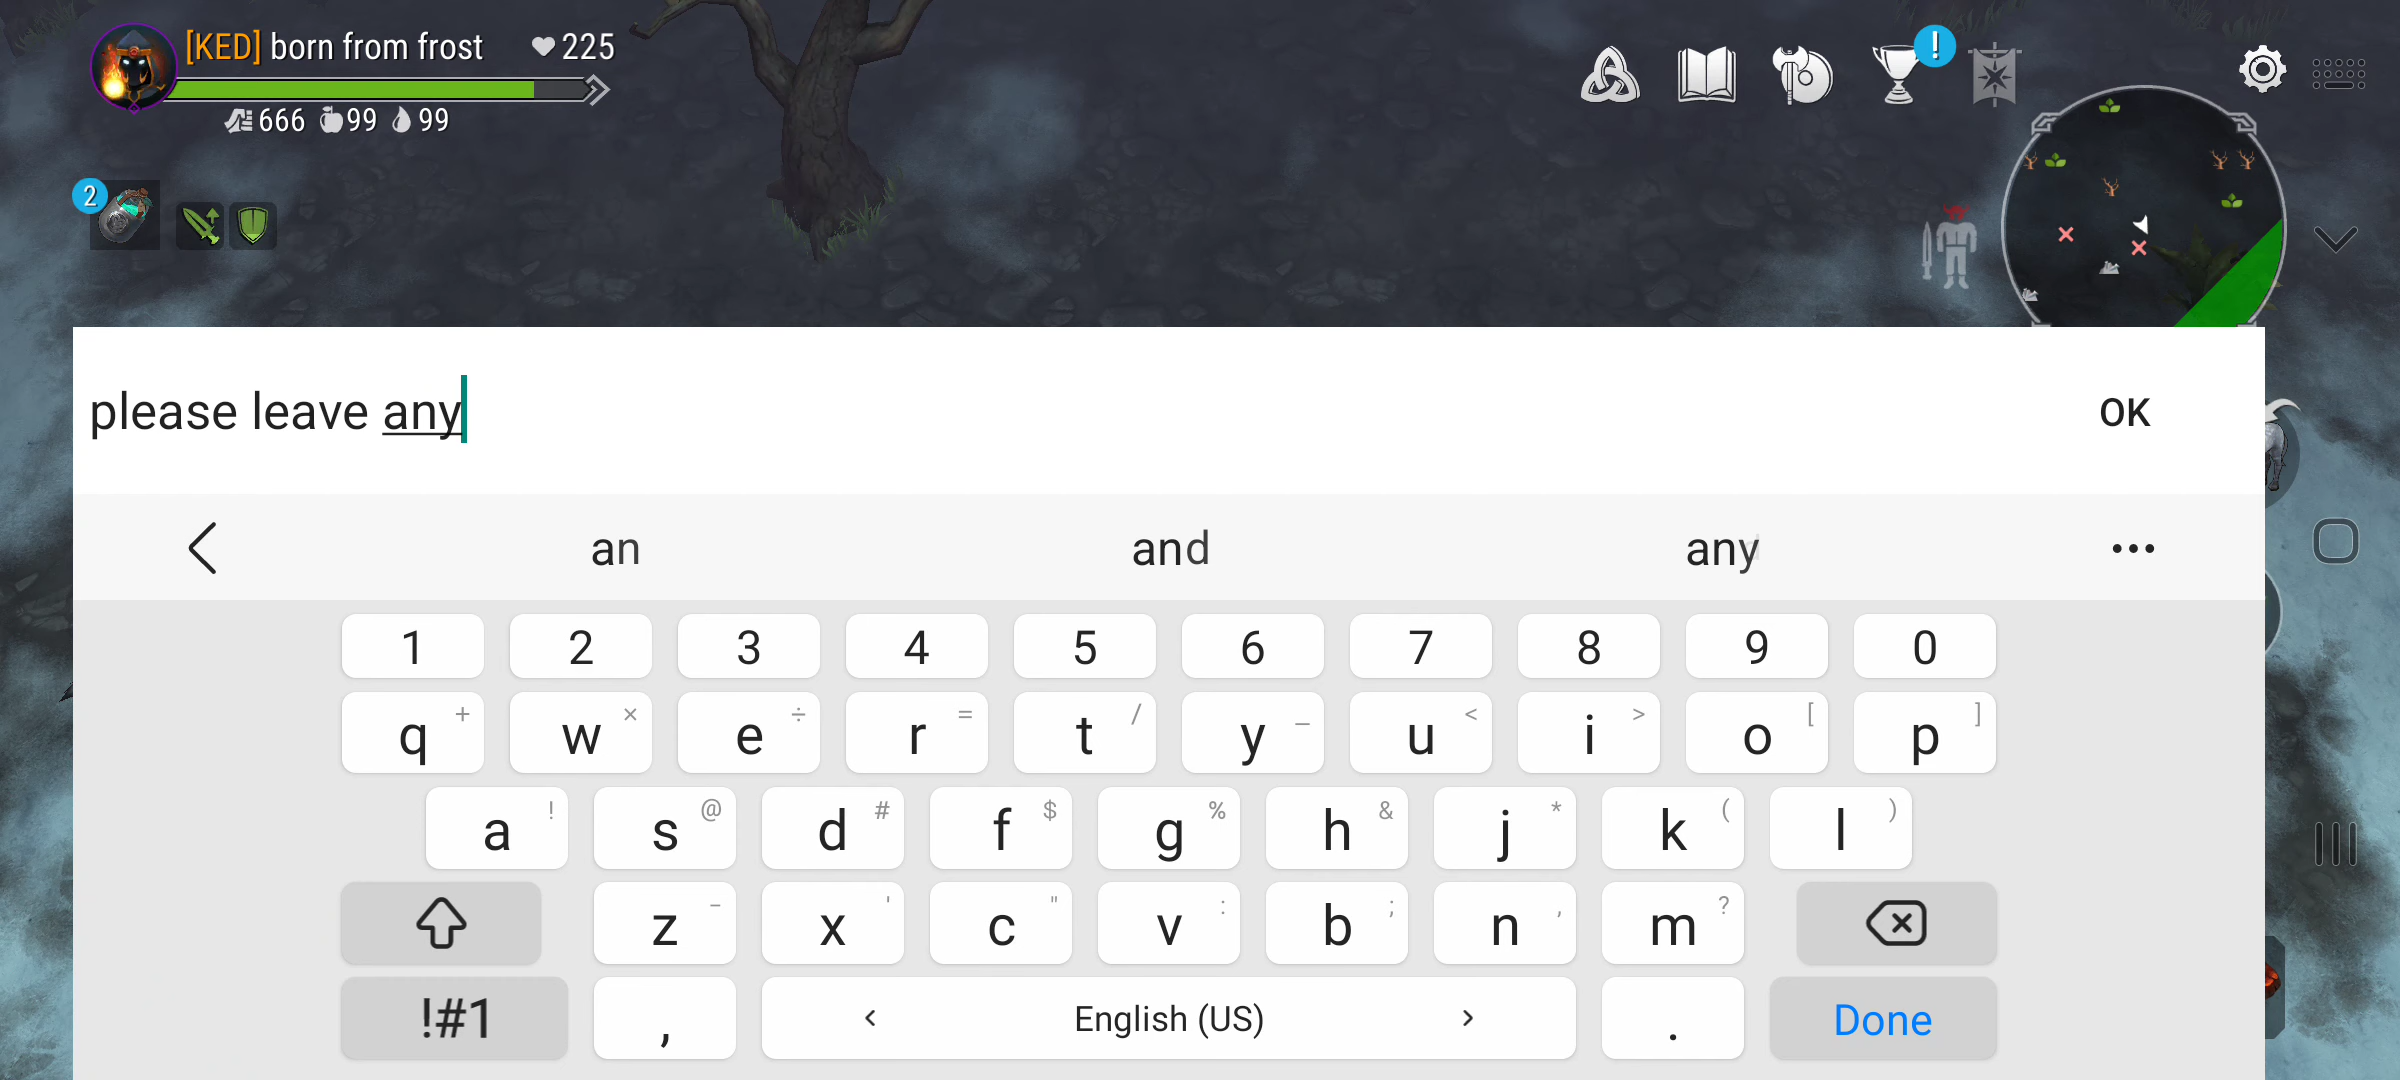 [KED] born from frost 225
666 99 99
!
2
please leave any OK
an and any ...
1 2 3 4 5 6 7 8 9 0
q + w × e ÷ r = t / y _ u < i > o [ p ]
a ! s @ d # f $ g % h & j * k ( l )
z - x ' c " v : b ; n , m ?
!#1 , < English (US) > . Done